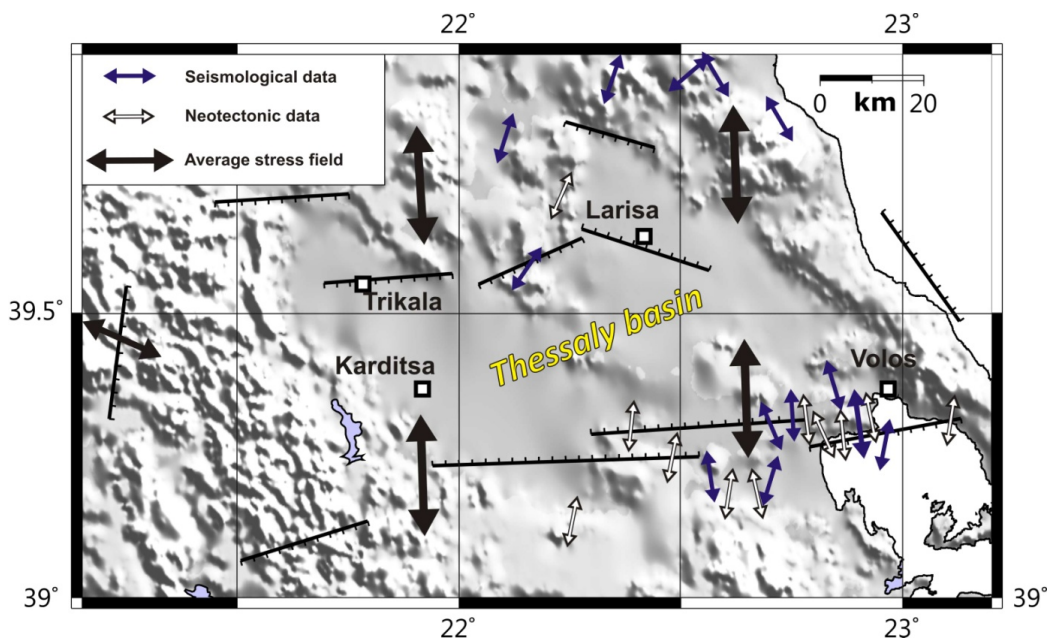 22° 23°
Seismological data
Neotectonic data
Average stress field
0 km 20
Larisa
Trikala
39.5° 39.5°
Thessaly basin
Karditsa
Volos
39° 39°
22° 23°